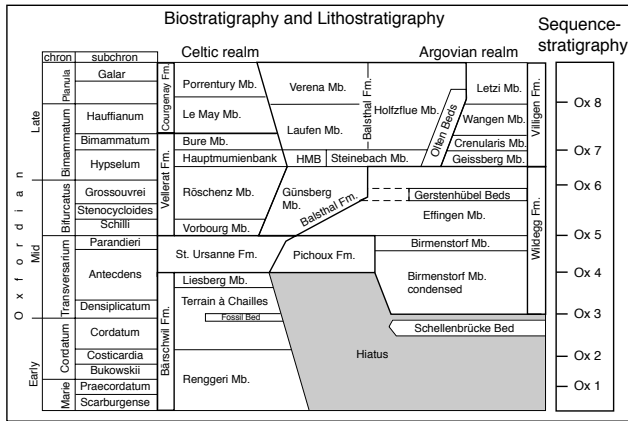 Biostratigraphy and Lithostratigraphy
Sequence-
stratigraphy
chron
subchron
Celtic realm
Argovian realm
Oxfordian
Late
Mid
Early
Planula
Bimammatum
Bifurcatus
Transversarium
Cordatum
Marie
Galar
Hauffianum
Bimammatum
Hypselum
Grossouvrei
Stenocycloides
Schilli
Parandieri
Antecdens
Densiplicatum
Cordatum
Costicardia
Bukowskii
Praecordatum
Scarburgense
Courgenay Fm.
Vellerat Fm.
Bärschwil Fm.
Porrentury Mb.
Le May Mb.
Bure Mb.
Hauptmumienbank
Röschenz Mb.
Vorbourg Mb.
St. Ursanne Fm.
Liesberg Mb.
Terrain à Chailles
Fossil Bed
Renggeri Mb.
Verena Mb.
Laufen Mb.
HMB
Steinebach Mb.
Günsberg
Mb.
Balsthal Fm.
Balsthal Fm.
Pichoux Fm.
Holzflue Mb.
Olten Beds
Letzi Mb.
Wangen Mb.
Crenularis Mb.
Geissberg Mb.
Villigen Fm.
Gerstenhübel Beds
Effingen Mb.
Birmenstorf Mb.
Birmenstorf Mb.
condensed
Wildegg Fm.
Schellenbrücke Bed
Hiatus
Ox 8
Ox 7
Ox 6
Ox 5
Ox 4
Ox 3
Ox 2
Ox 1